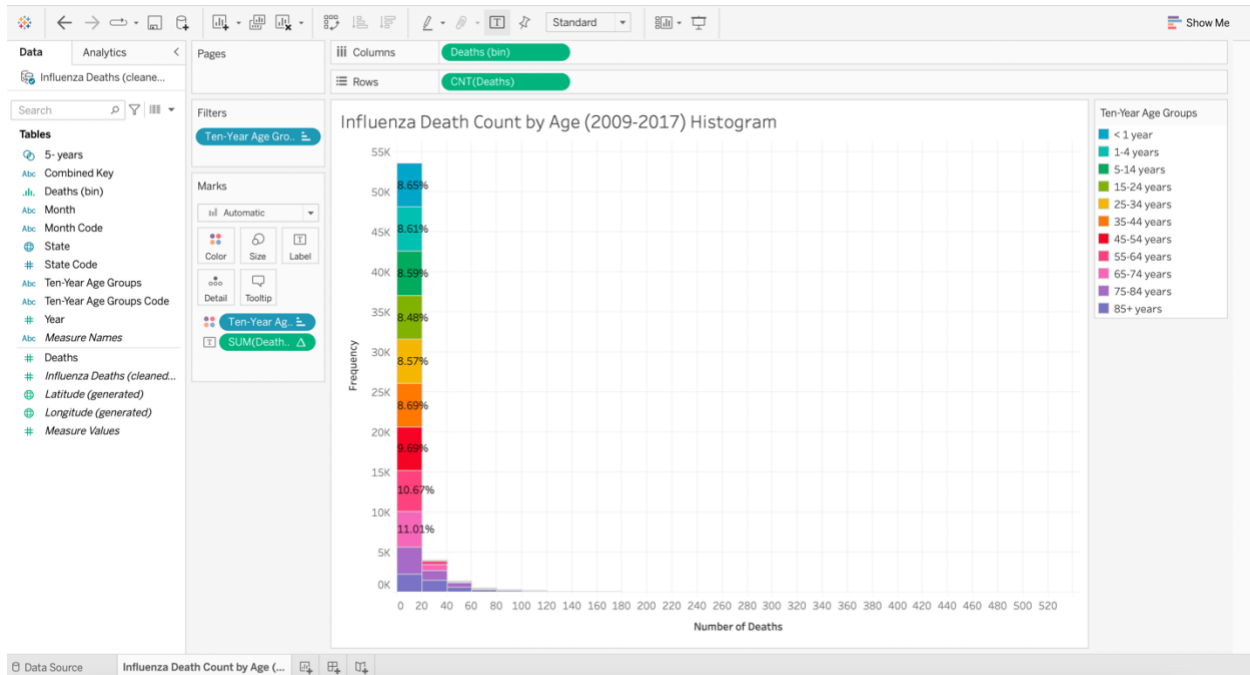 Standard
Show Me
Data
Analytics
Influenza Deaths (cleane...
Search
Tables
5- years
Abc Combined Key
Deaths (bin)
Abc Month
Abc Month Code
State
# State Code
Abc Ten-Year Age Groups
Abc Ten-Year Age Groups Code
# Year
Abc Measure Names
# Deaths
# Influenza Deaths (cleaned...
Latitude (generated)
Longitude (generated)
# Measure Values
Pages
Filters
Ten-Year Age Gro..
Marks
Automatic
Color Size Label
Detail Tooltip
Ten-Year Ag..
SUM(Death.. Δ
Columns Deaths (bin)
Rows CNT(Deaths)
Influenza Death Count by Age (2009-2017) Histogram
Frequency
55K
50K
45K
40K
35K
30K
25K
20K
15K
10K
5K
0K
8.65%
8.61%
8.59%
8.48%
8.57%
8.69%
9.69%
10.67%
11.01%
0 20 40 60 80 100 120 140 160 180 200 220 240 260 280 300 320 340 360 380 400 420 440 460 480 500 520
Number of Deaths
Ten-Year Age Groups
< 1 year
1-4 years
5-14 years
15-24 years
25-34 years
35-44 years
45-54 years
55-64 years
65-74 years
75-84 years
85+ years
Data Source
Influenza Death Count by Age (...